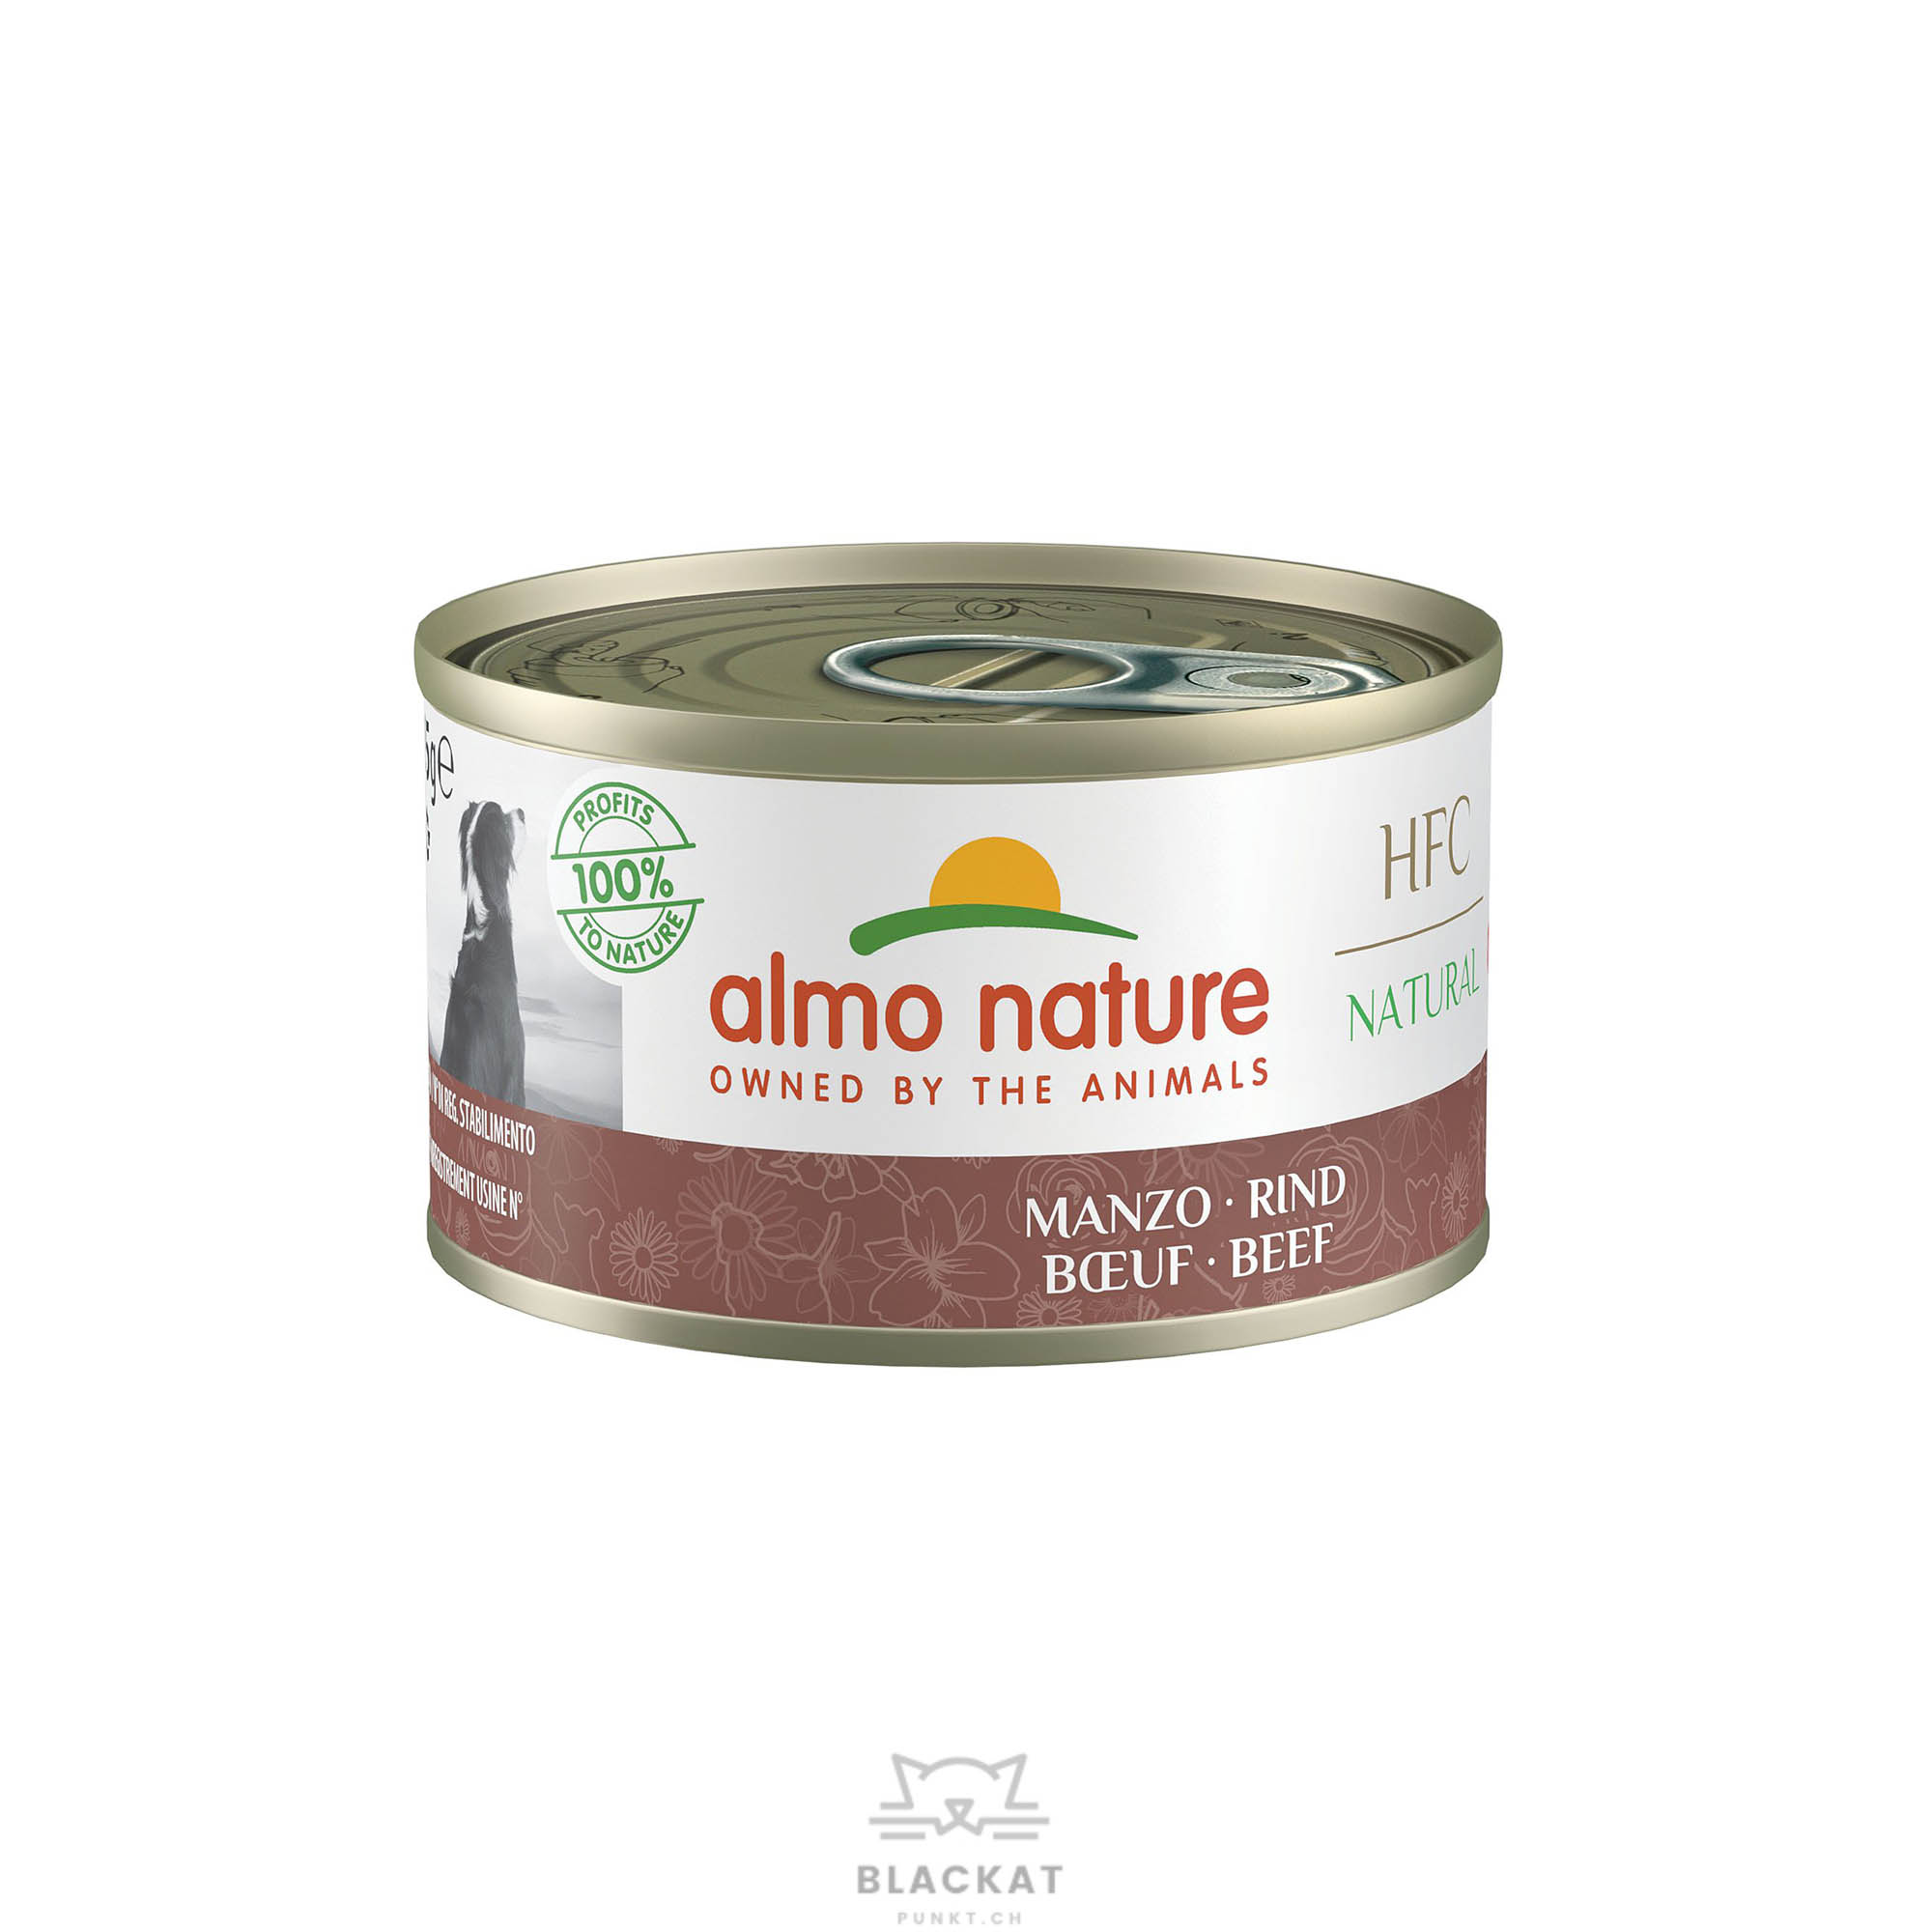 PROFITS
100%
TO NATURE
almo nature
OWNED BY THE ANIMALS
HFC
NATURAL
REG. STABILIMENTO
USINE N°
MANZO · RIND
BŒUF · BEEF
BLACKAT
PUNKT.CH